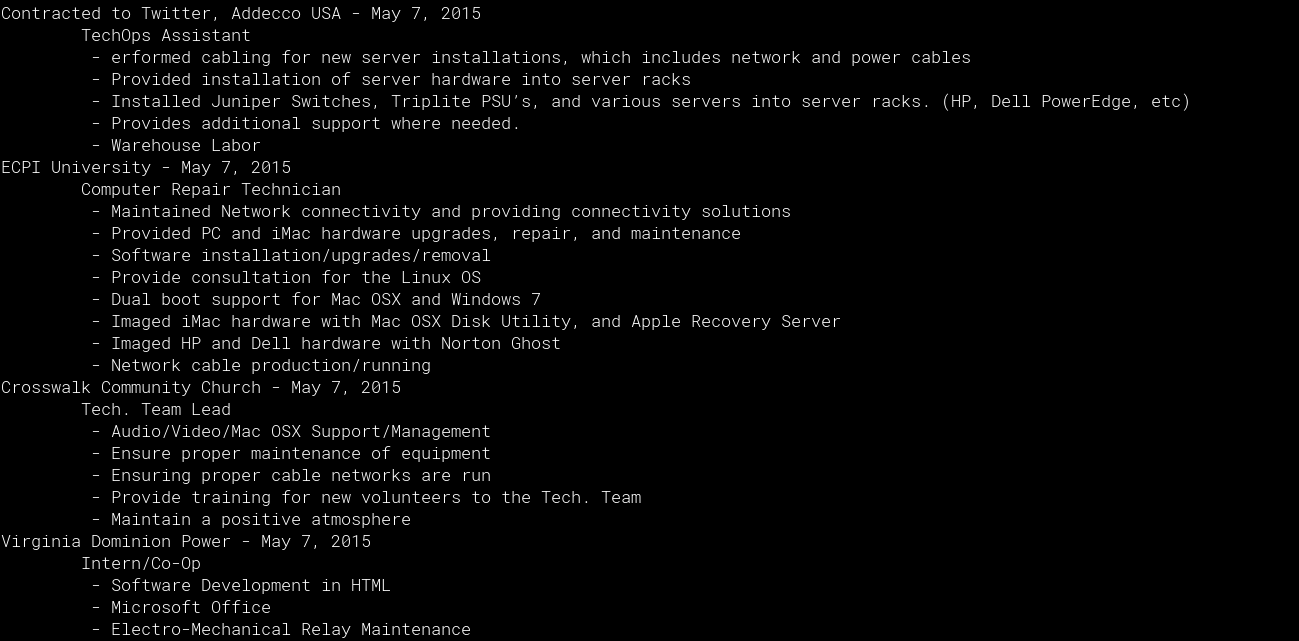 Contracted to Twitter, Addecco USA - May 7, 2015
TechOps Assistant
- erformed cabling for new server installations, which includes network and power cables
- Provided installation of server hardware into server racks
- Installed Juniper Switches, Triplite PSU's, and various servers into server racks. (HP, Dell PowerEdge, etc)
- Provides additional support where needed.
- Warehouse Labor
ECPI University - May 7, 2015
Computer Repair Technician
- Maintained Network connectivity and providing connectivity solutions
- Provided PC and iMac hardware upgrades, repair, and maintenance
- Software installation/upgrades/removal
- Provide consultation for the Linux OS
- Dual boot support for Mac OSX and Windows 7
- Imaged iMac hardware with Mac OSX Disk Utility, and Apple Recovery Server
- Imaged HP and Dell hardware with Norton Ghost
- Network cable production/running
Crosswalk Community Church - May 7, 2015
Tech. Team Lead
- Audio/Video/Mac OSX Support/Management
- Ensure proper maintenance of equipment
- Ensuring proper cable networks are run
- Provide training for new volunteers to the Tech. Team
- Maintain a positive atmosphere
Virginia Dominion Power - May 7, 2015
Intern/Co-Op
- Software Development in HTML
- Microsoft Office
- Electro-Mechanical Relay Maintenance